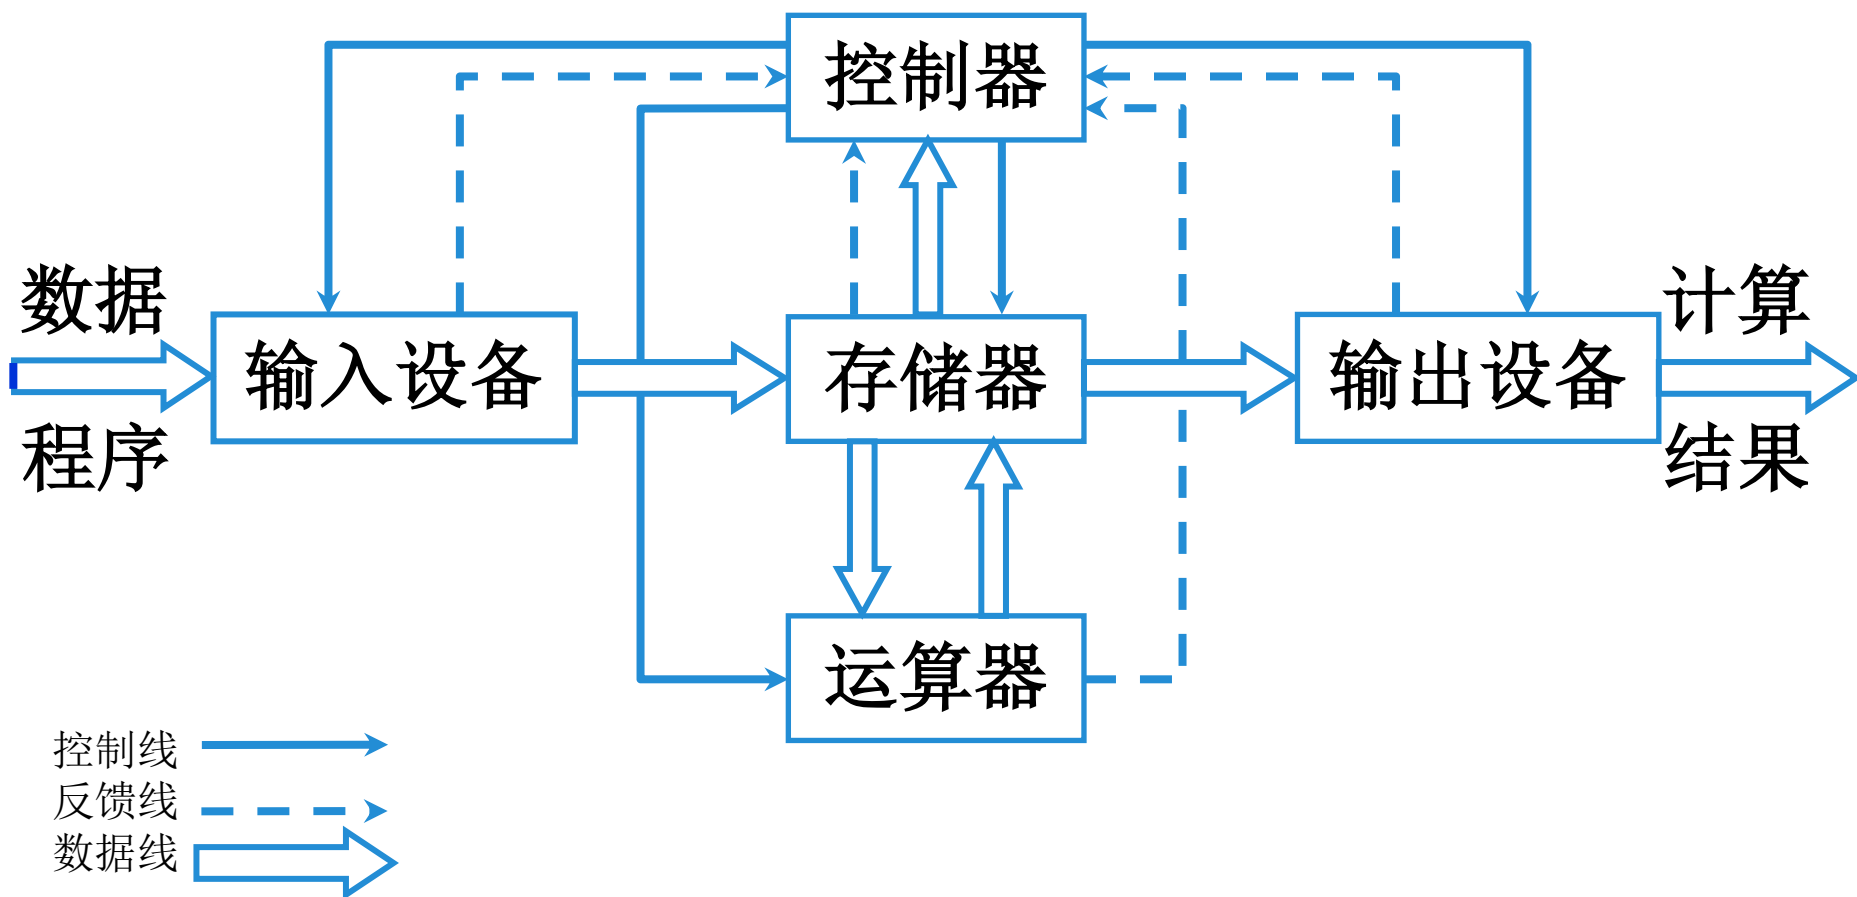 控制器
数据
程序
输入设备
存储器
输出设备
计算
结果
运算器
控制线
反馈线
数据线